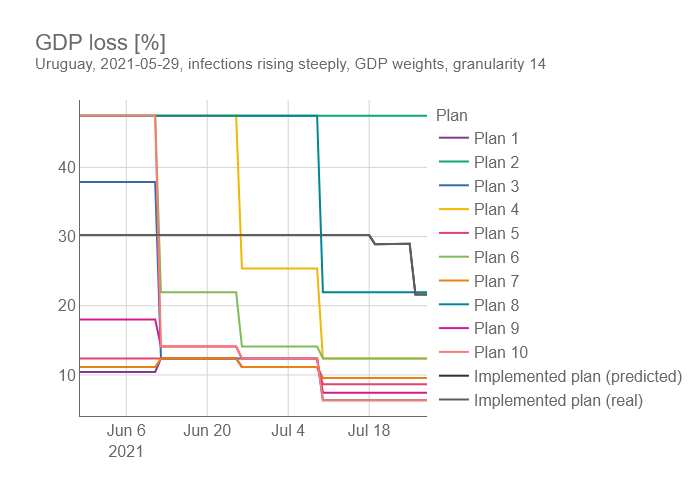 GDP loss [%]
Uruguay, 2021-05-29, infections rising steeply, GDP weights, granularity 14
Plan
Plan 1
Plan 2
Plan 3
Plan 4
Plan 5
Plan 6
Plan 7
Plan 8
Plan 9
Plan 10
Implemented plan (predicted)
Implemented plan (real)
40
30
20
10
Jun 6 Jun 20 Jul 4 Jul 18
2021